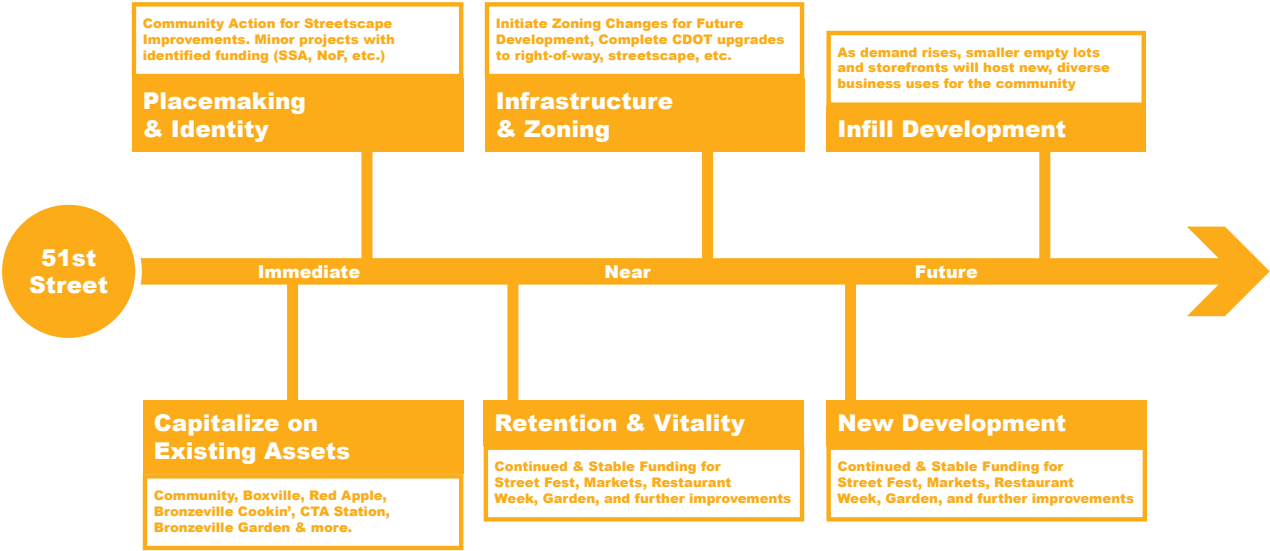 Community Action for Streetscape
Improvements. Minor projects with
identified funding (SSA, NoF, etc.)
Placemaking
& Identity
Initiate Zoning Changes for Future
Development, Complete CDOT upgrades
to right-of-way, streetscape, etc.
Infrastructure
& Zoning
As demand rises, smaller empty lots
and storefronts will host new, diverse
business uses for the community
Infill Development
51st
Street
Immediate
Near
Future
Capitalize on
Existing Assets
Community, Boxville, Red Apple,
Bronzeville Cookin’, CTA Station,
Bronzeville Garden & more.
Retention & Vitality
Continued & Stable Funding for
Street Fest, Markets, Restaurant
Week, Garden, and further improvements
New Development
Continued & Stable Funding for
Street Fest, Markets, Restaurant
Week, Garden, and further improvements